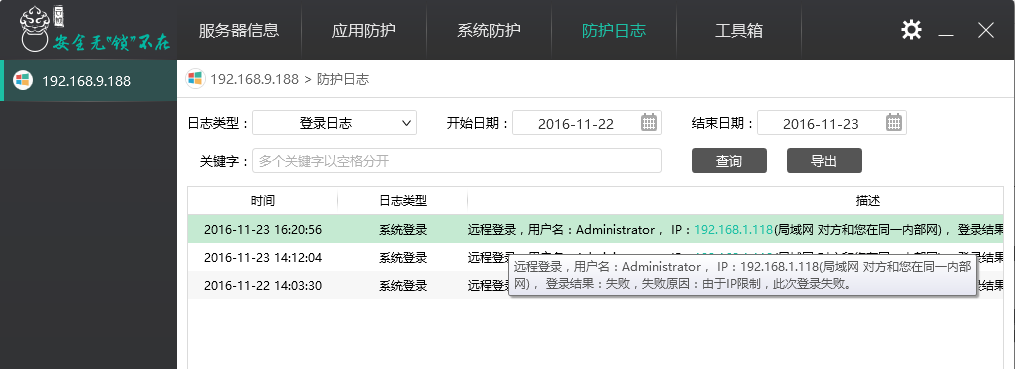 安全无"锁"不在
服务器信息
应用防护
系统防护
防护日志
工具箱
192.168.9.188
192.168.9.188 > 防护日志
日志类型：
登录日志
开始日期：
2016-11-22
结束日期：
2016-11-23
关键字：
多个关键字以空格分开
查询
导出
时间
日志类型
描述
2016-11-23 16:20:56
系统登录
远程登录，用户名：Administrator， IP：192.168.1.118(局域网 对方和您在同一内部网)， 登录结果
2016-11-23 14:12:04
系统登录
远程登录
登录结果
2016-11-22 14:03:30
系统登录
远程登
登录结果
远程登录，用户名：Administrator， IP：192.168.1.118(局域网 对方和您在同一内部
网)， 登录结果：失败，失败原因：由于IP限制，此次登录失败。